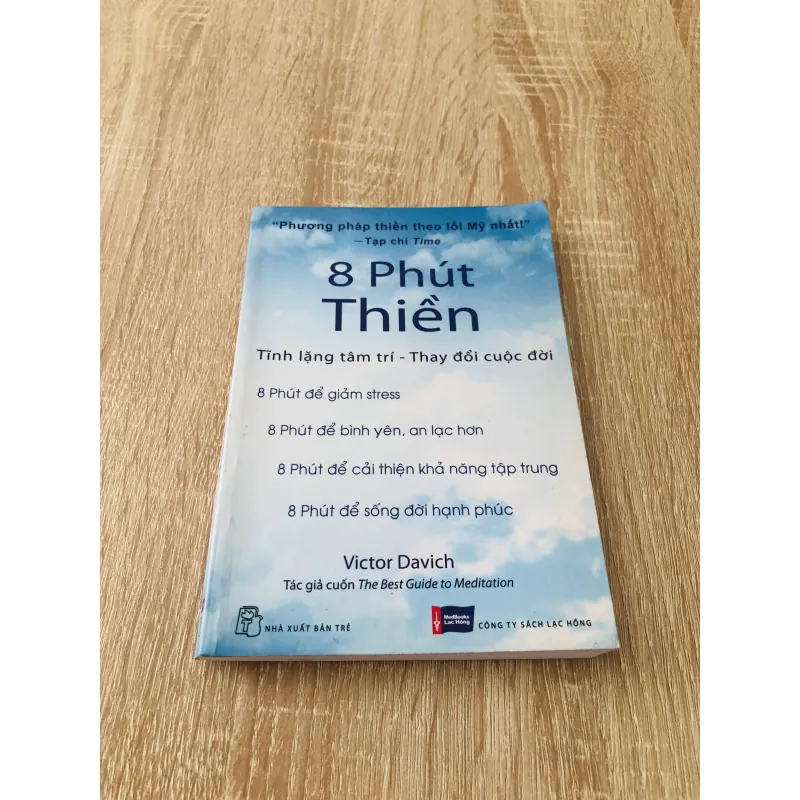 “Phương pháp thiền theo lối Mỹ nhất!”
—Tạp chí Time
8 Phút
Thiền
Tĩnh lặng tâm trí - Thay đổi cuộc đời
8 Phút để giảm stress
8 Phút để bình yên, an lạc hơn
8 Phút để cải thiện khả năng tập trung
8 Phút để sống đời hạnh phúc
Victor Davich
Tác giả cuốn The Best Guide to Meditation
NHÀ XUẤT BẢN TRẺ
MedBooks
Lạc Hồng
CÔNG TY SÁCH LẠC HỒNG